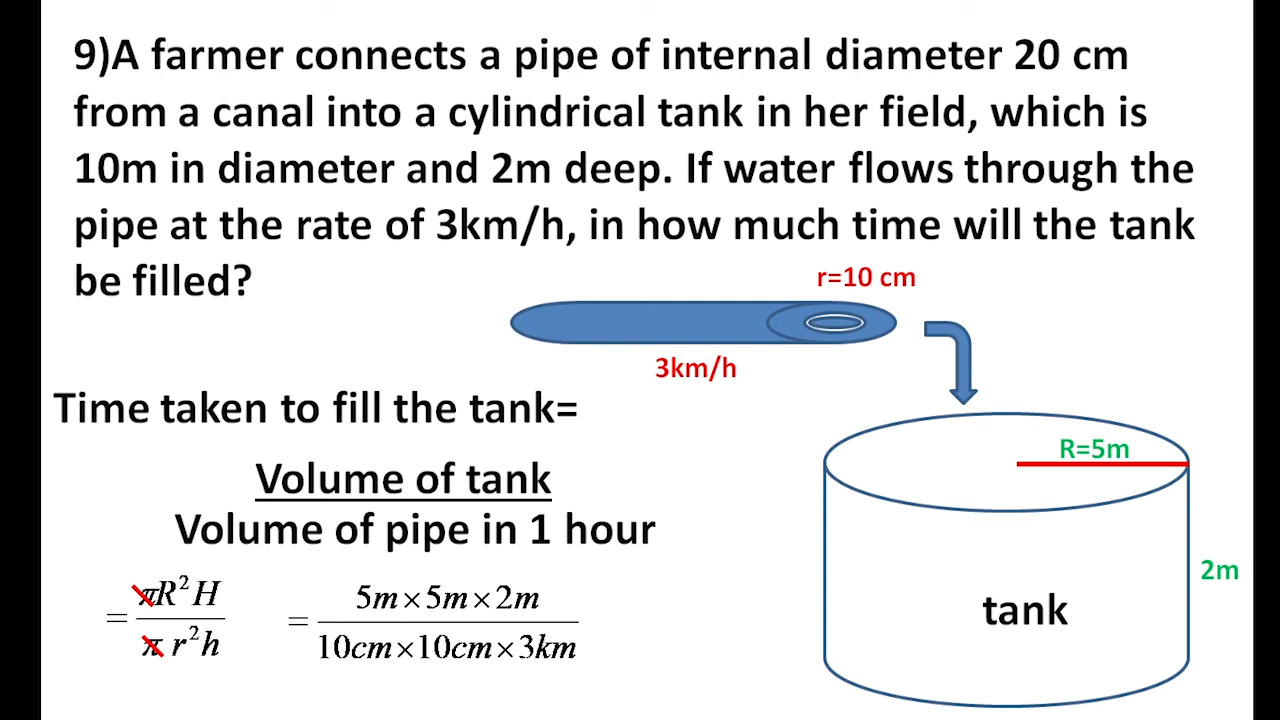 9)A farmer connects a pipe of internal diameter 20 cm
from a canal into a cylindrical tank in her field, which is
10m in diameter and 2m deep. If water flows through the
pipe at the rate of 3km/h, in how much time will the tank
be filled?
r=10 cm
3km/h
Time taken to fill the tank=
R=5m
Volume of tank
Volume of pipe in 1 hour
2m
tank
= πR²H / π r²h
= 5m×5m×2m / 10cm×10cm×3km